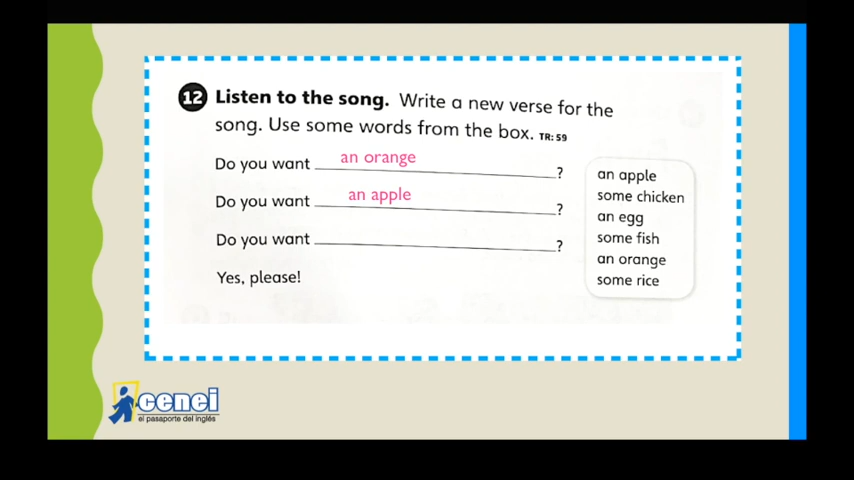 12 Listen to the song. Write a new verse for the
song. Use some words from the box. TR: 59
Do you want an orange ?
Do you want an apple ?
Do you want ______ ?
Yes, please!
an apple
some chicken
an egg
some fish
an orange
some rice
cenei
el pasaporte del inglés